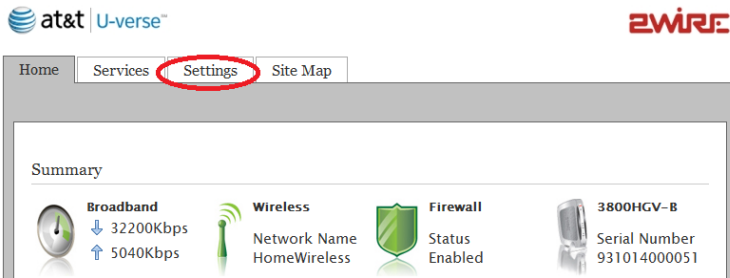 at&t U-verse
2WIRE
Home Services Settings Site Map
Summary
Broadband
32200Kbps
5040Kbps
Wireless
Network Name
HomeWireless
Firewall
Status
Enabled
3800HGV-B
Serial Number
931014000051